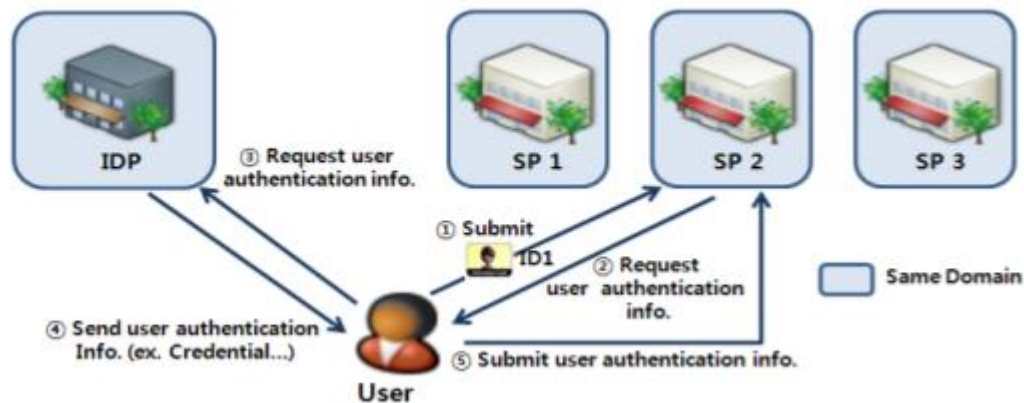 IDP
SP 1
SP 2
SP 3
③ Request user
authentication info.
① Submit
ID1
② Request
user authentication
info.
Same Domain
④ Send user authentication
Info. (ex. Credential...)
⑤ Submit user authentication info.
User